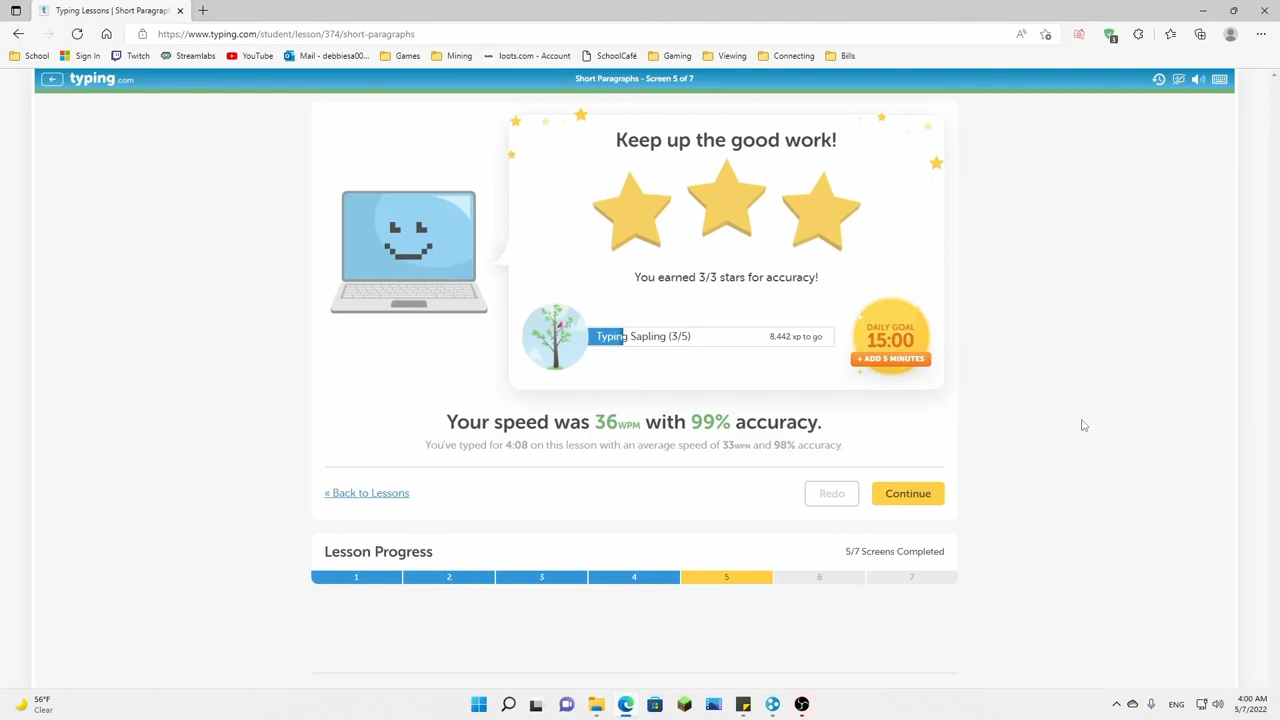 Typing Lessons | Short Paragraph
https://www.typing.com/student/lesson/374/short-paragraphs
School Sign In Twitch Streamlabs YouTube Mail - debbiesa00... Games Mining loots.com - Account SchoolCafé Gaming Viewing Connecting Bills
typing.com Short Paragraphs - Screen 5 of 7
Keep up the good work!
You earned 3/3 stars for accuracy!
Typing Sapling (3/5) 8,442 xp to go
DAILY GOAL
15:00
+ ADD 5 MINUTES
Your speed was 36WPM with 99% accuracy.
You've typed for 4:08 on this lesson with an average speed of 33WPM and 98% accuracy.
« Back to Lessons Redo Continue
Lesson Progress 5/7 Screens Completed
1 2 3 4 5 6 7
56°F
Clear
ENG
4:00 AM
5/7/2022